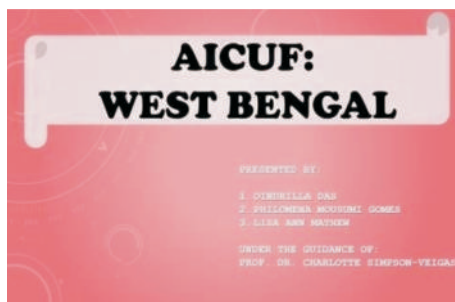 AICUF:
WEST BENGAL
PRESENTED BY:
1. DAS
2. PHILOMENA MOUSUMI GOMES
3. LISA ANN MATHEW
UNDER THE GUIDANCE OF:
PROF. DR. CHARLOTTE SIMPSON-VEIGAS